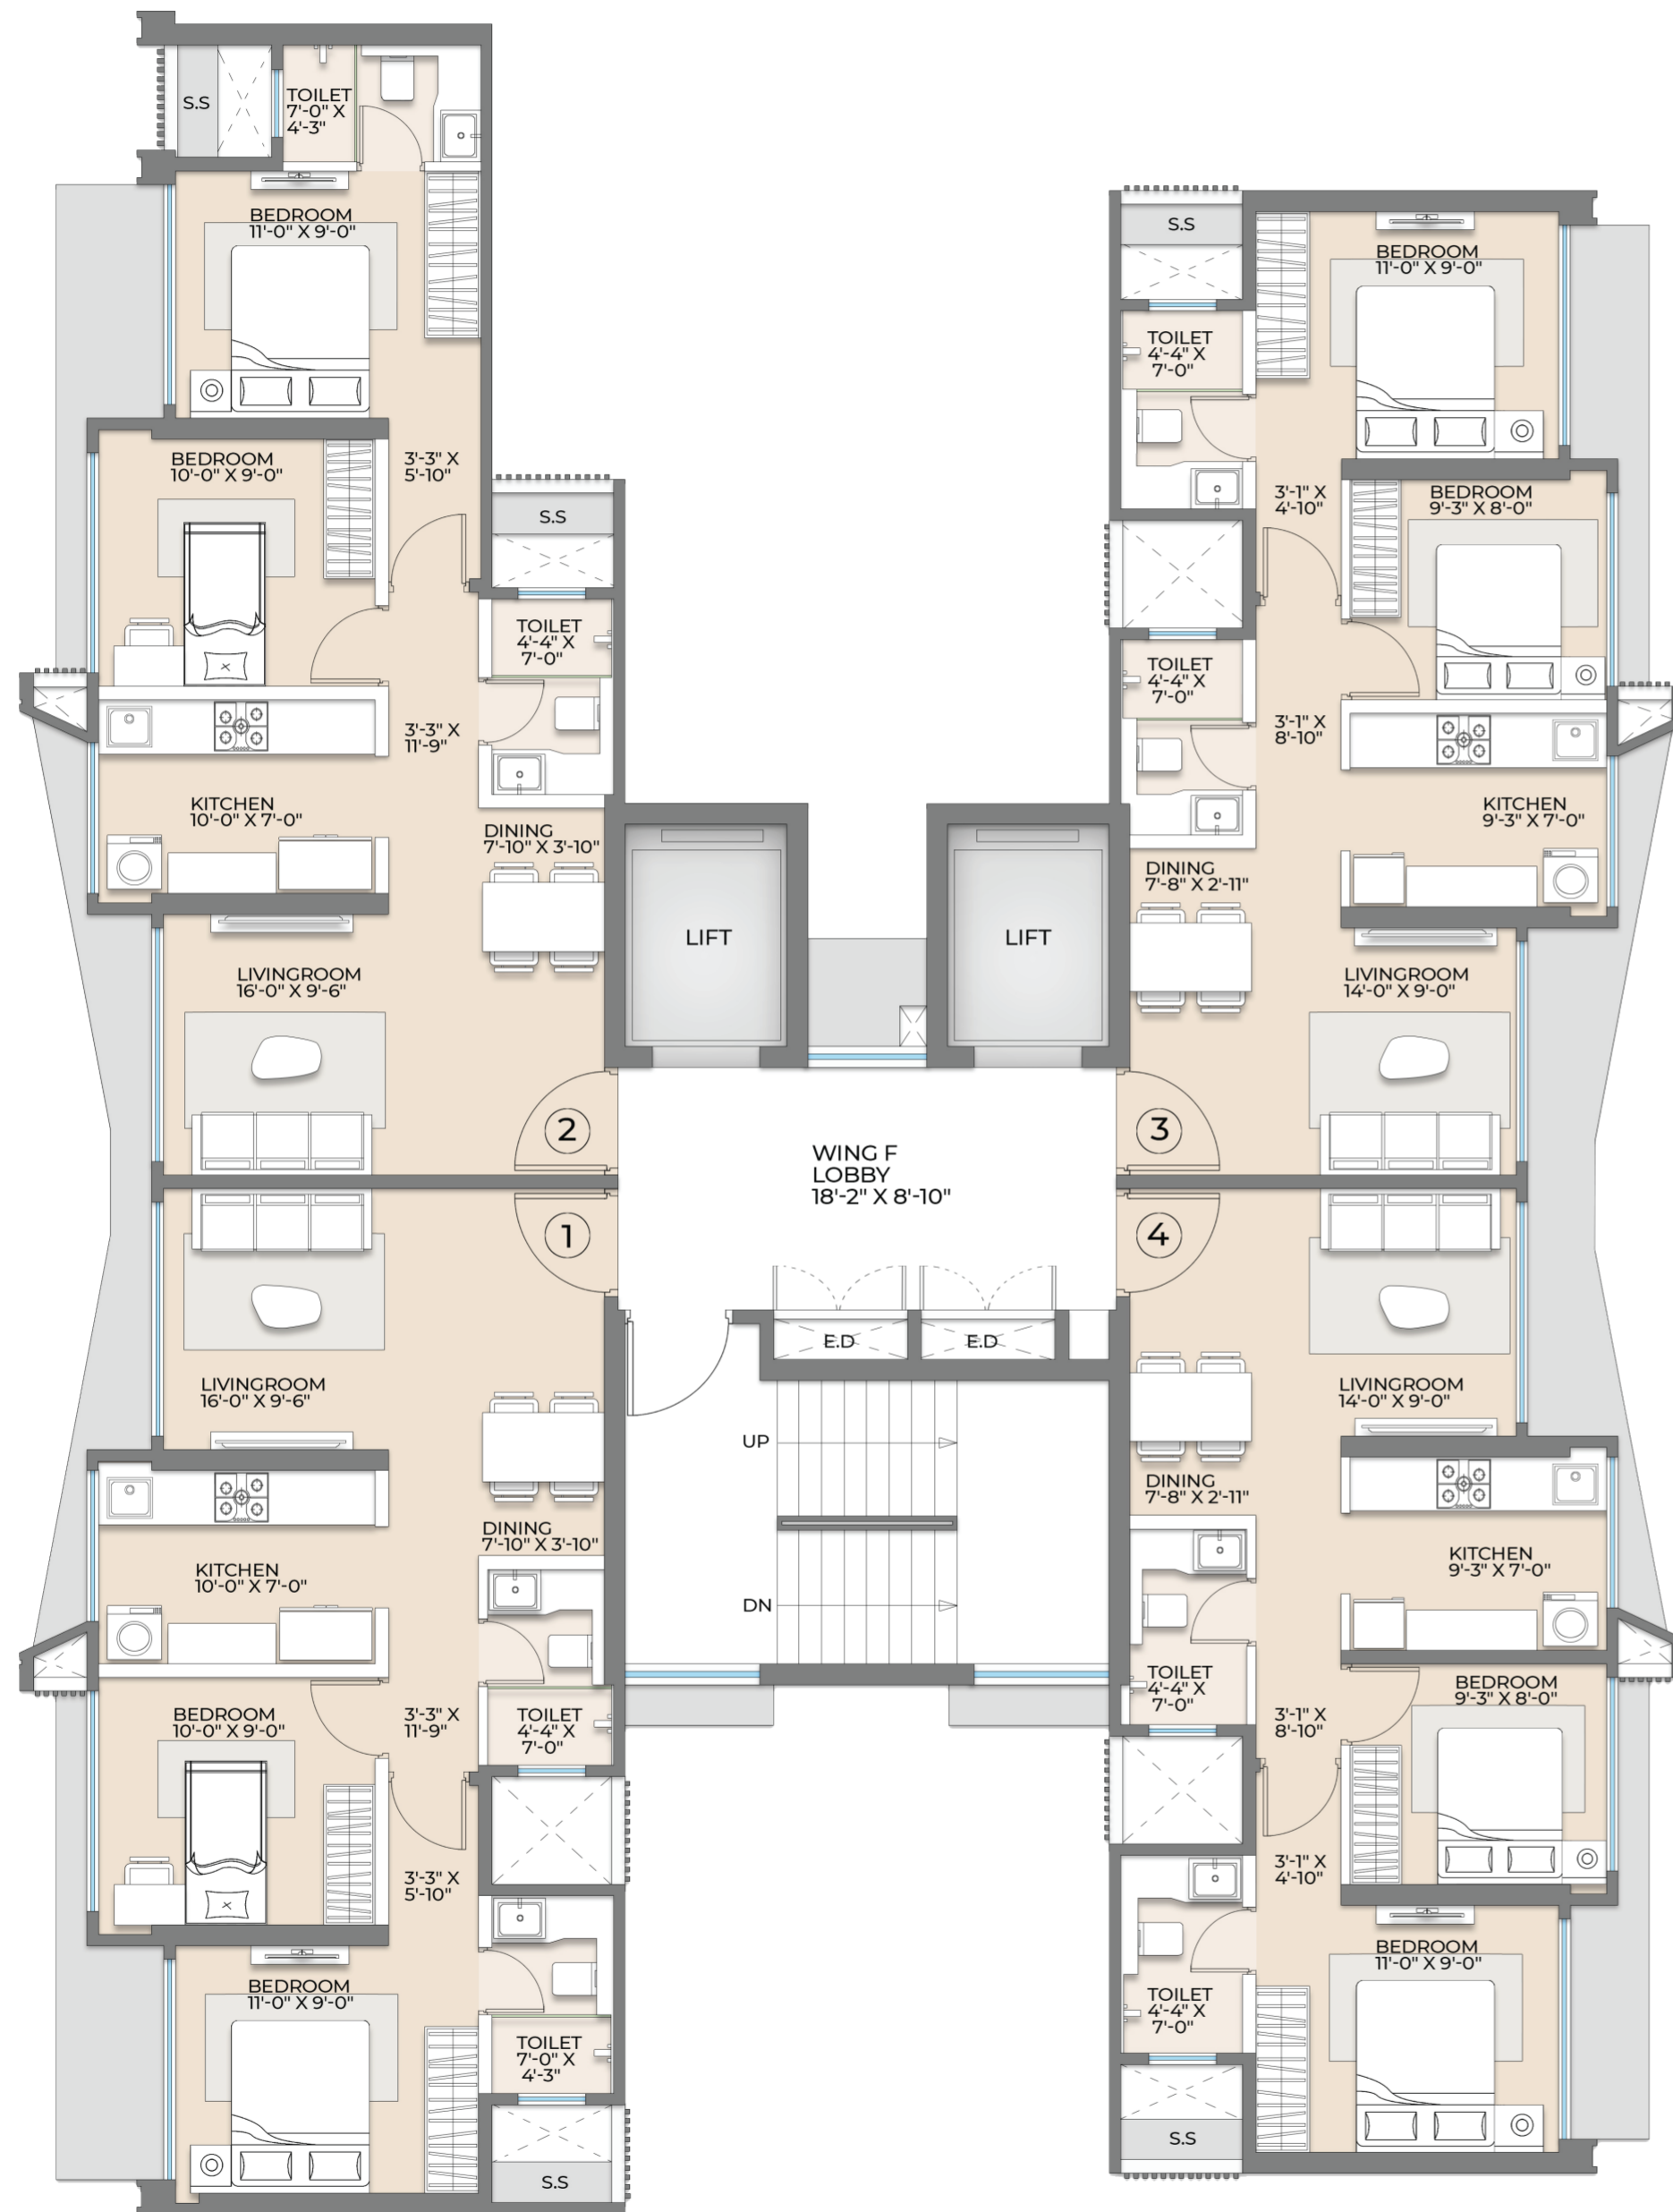 S.S
TOILET
7'-0" X
4'-3"
BEDROOM
11'-0" X 9'-0"
BEDROOM
10'-0" X 9'-0"
3'-3" X
5'-10"
S.S
TOILET
4'-4" X
7'-0"
3'-3" X
11'-9"
KITCHEN
10'-0" X 7'-0"
DINING
7'-10" X 3'-10"
LIVINGROOM
16'-0" X 9'-6"
2
LIFT
LIFT
S.S
BEDROOM
11'-0" X 9'-0"
TOILET
4'-4" X
7'-0"
3'-1" X
4'-10"
BEDROOM
9'-3" X 8'-0"
TOILET
4'-4" X
7'-0"
3'-1" X
8'-10"
KITCHEN
9'-3" X 7'-0"
DINING
7'-8" X 2'-11"
LIVINGROOM
14'-0" X 9'-0"
3
WING F
LOBBY
18'-2" X 8'-10"
1
LIVINGROOM
16'-0" X 9'-6"
DINING
7'-10" X 3'-10"
KITCHEN
10'-0" X 7'-0"
BEDROOM
10'-0" X 9'-0"
3'-3" X
11'-9"
TOILET
4'-4" X
7'-0"
3'-3" X
5'-10"
BEDROOM
11'-0" X 9'-0"
TOILET
7'-0" X
4'-3"
S.S
E.D
E.D
UP
DN
4
LIVINGROOM
14'-0" X 9'-0"
DINING
7'-8" X 2'-11"
KITCHEN
9'-3" X 7'-0"
TOILET
4'-4" X
7'-0"
3'-1" X
8'-10"
BEDROOM
9'-3" X 8'-0"
3'-1" X
4'-10"
BEDROOM
11'-0" X 9'-0"
TOILET
4'-4" X
7'-0"
S.S